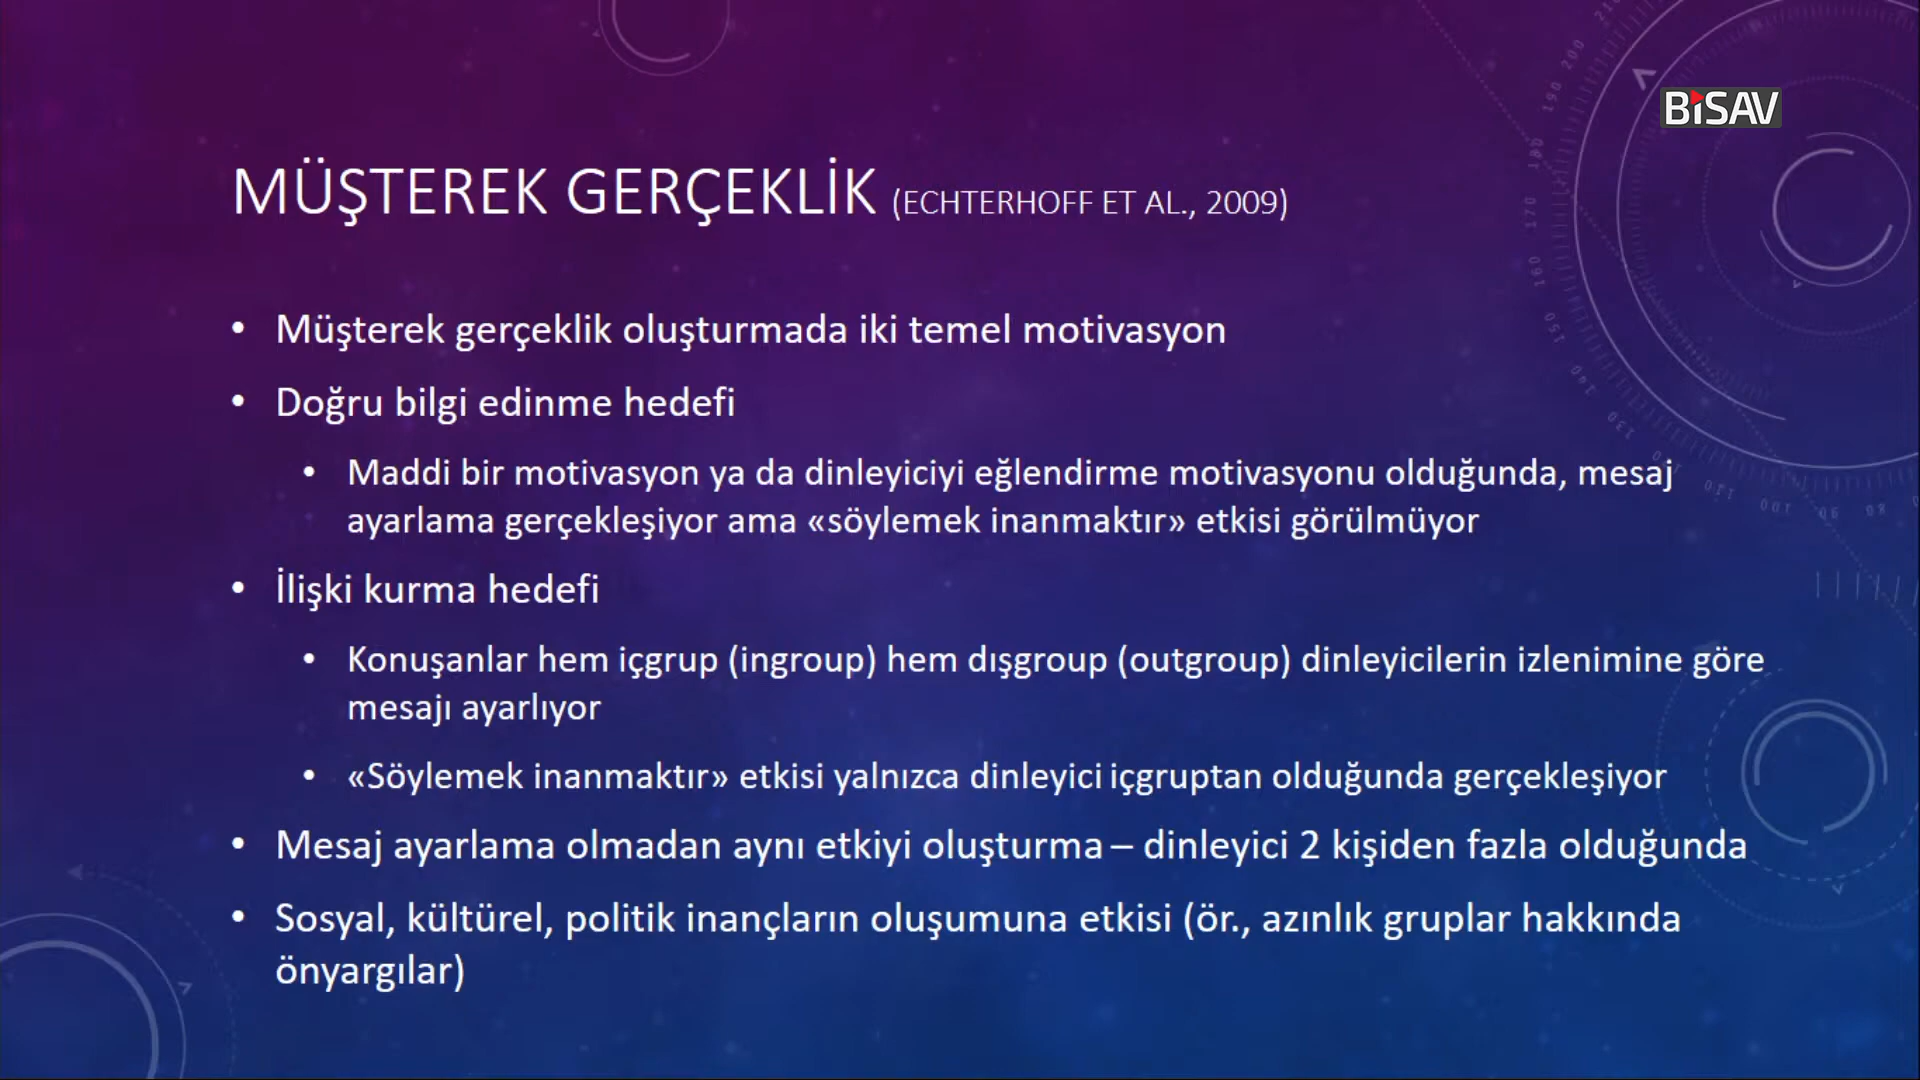 BİSAV
MÜŞTEREK GERÇEKLİK (ECHTERHOFF ET AL., 2009)
• Müşterek gerçeklik oluşturmada iki temel motivasyon
• Doğru bilgi edinme hedefi
• Maddi bir motivasyon ya da dinleyiciyi eğlendirme motivasyonu olduğunda, mesaj
ayarlama gerçekleşiyor ama «söylemek inanmaktır» etkisi görülmüyor
• İlişki kurma hedefi
• Konuşanlar hem içgrup (ingroup) hem dışgroup (outgroup) dinleyicilerin izlenimine göre
mesajı ayarlıyor
• «Söylemek inanmaktır» etkisi yalnızca dinleyici içgruptan olduğunda gerçekleşiyor
• Mesaj ayarlama olmadan aynı etkiyi oluşturma – dinleyici 2 kişiden fazla olduğunda
• Sosyal, kültürel, politik inançların oluşumuna etkisi (ör., azınlık gruplar hakkında
önyargılar)